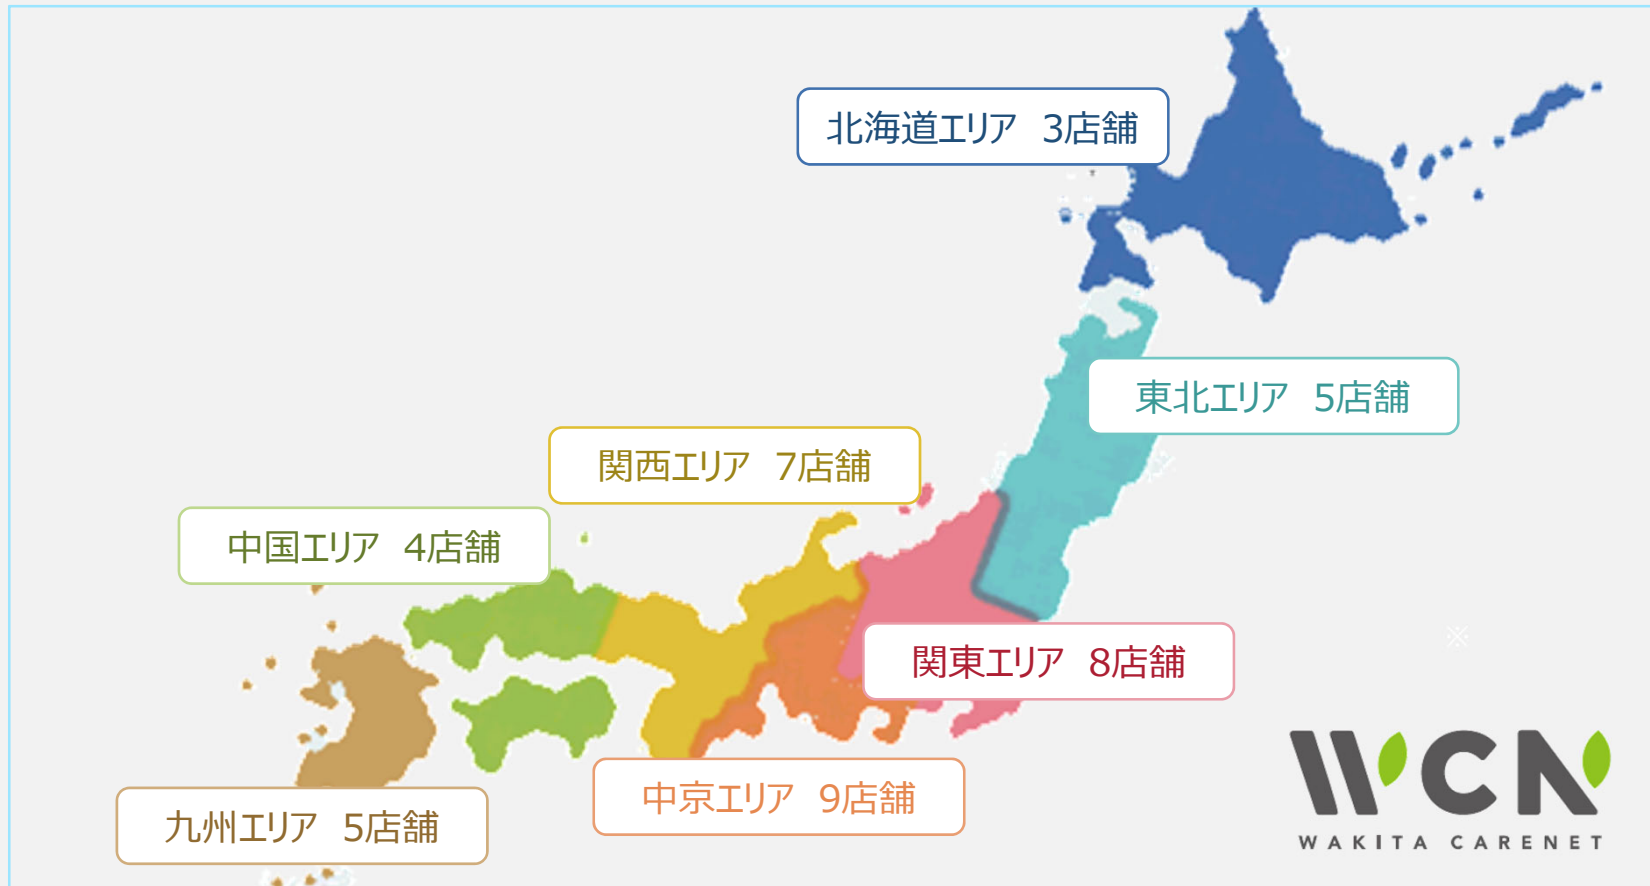 北海道エリア 3店舗
東北エリア 5店舗
関西エリア 7店舗
中国エリア 4店舗
関東エリア 8店舗
※
中京エリア 9店舗
九州エリア 5店舗
WCN
WAKITA CARENET